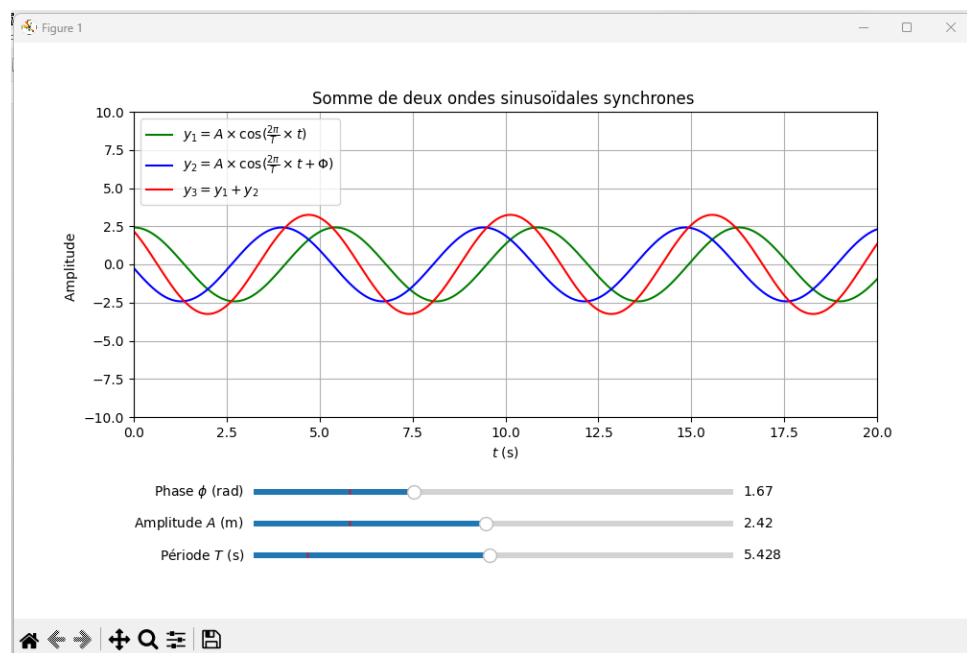 Figure 1
Somme de deux ondes sinusoïdales synchrones
10.0
7.5
5.0
2.5
0.0
−2.5
−5.0
−7.5
−10.0
Amplitude
y₁ = A × cos(2π/T × t)
y₂ = A × cos(2π/T × t + Φ)
y₃ = y₁ + y₂
0.0 2.5 5.0 7.5 10.0 12.5 15.0 17.5 20.0
t (s)
Phase ϕ (rad) 1.67
Amplitude A (m) 2.42
Période T (s) 5.428